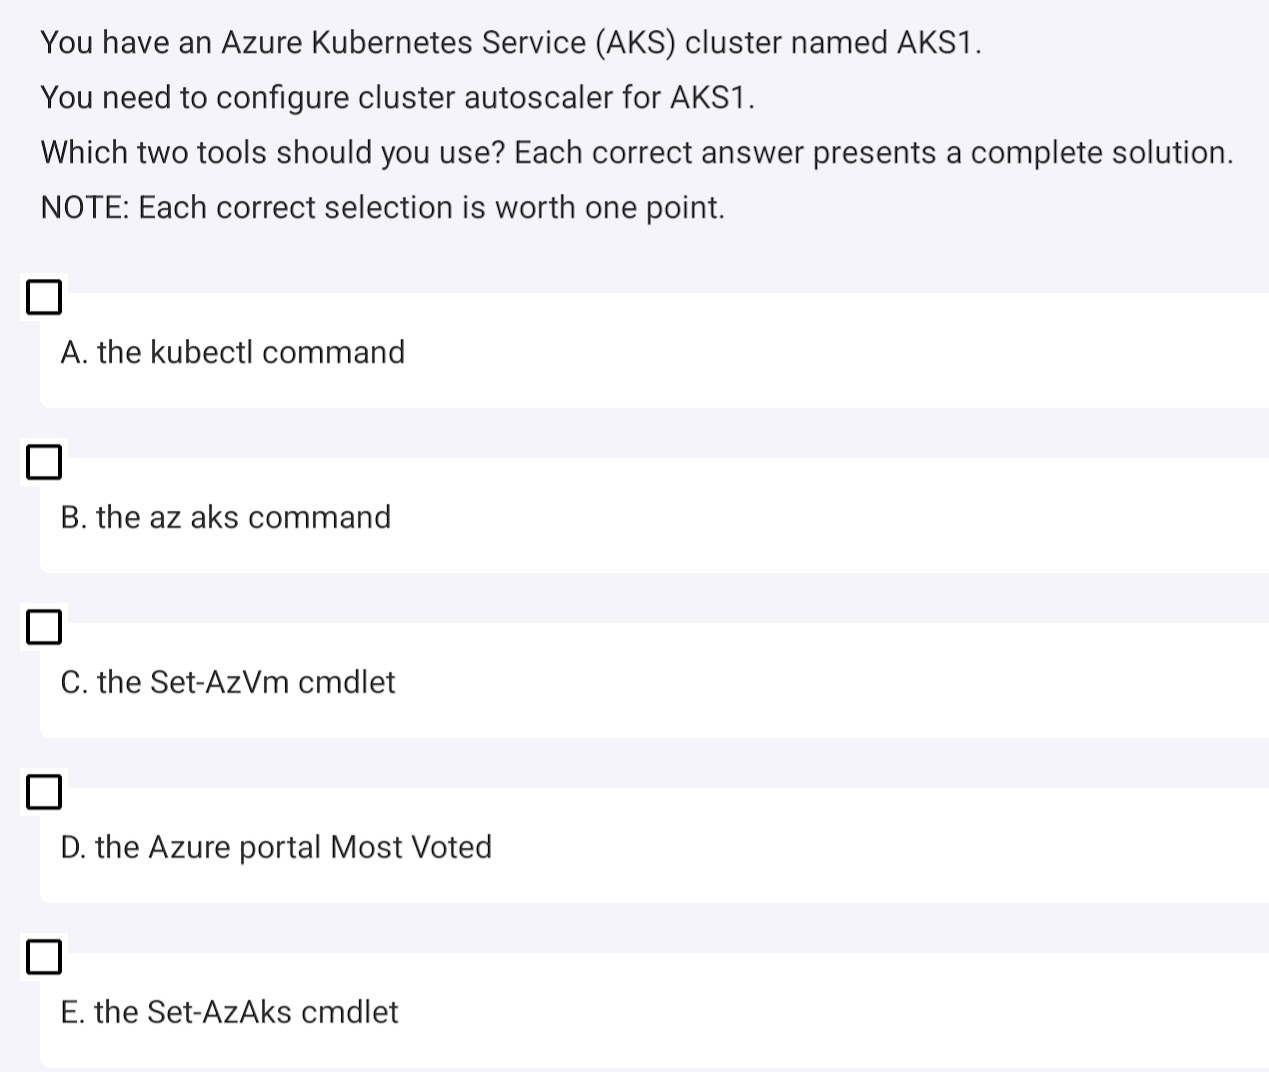 You have an Azure Kubernetes Service (AKS) cluster named AKS1.
You need to configure cluster autoscaler for AKS1.
Which two tools should you use? Each correct answer presents a complete solution.
NOTE: Each correct selection is worth one point.
A. the kubectl command
B. the az aks command
C. the Set-AzVm cmdlet
D. the Azure portal Most Voted
E. the Set-AzAks cmdlet